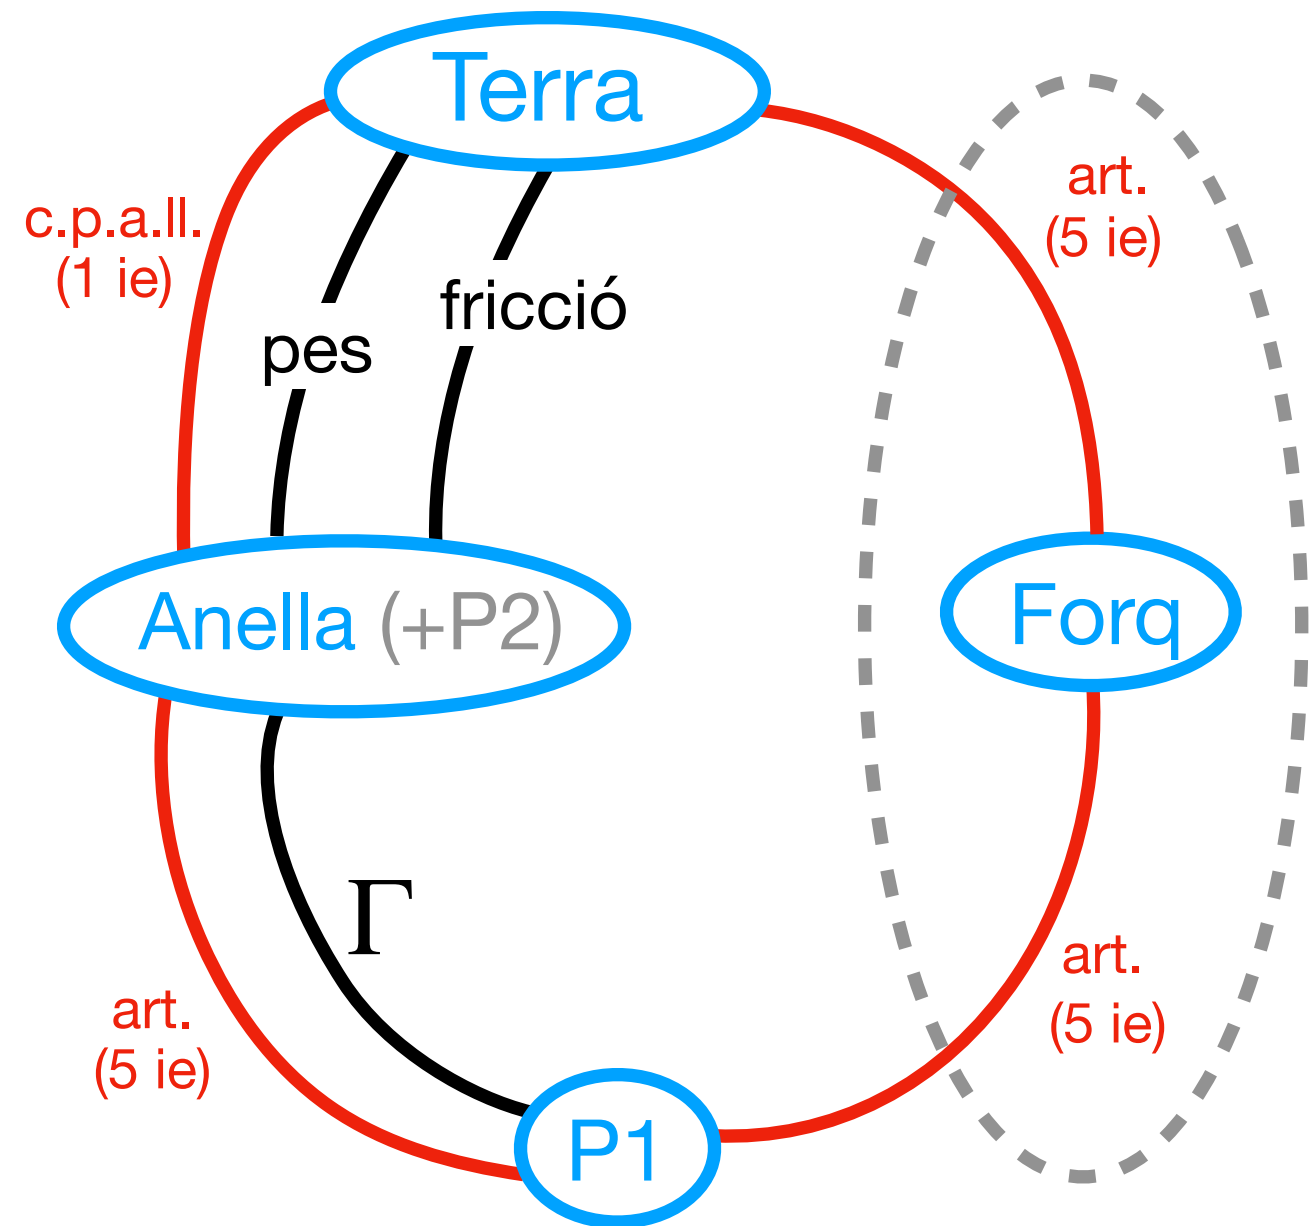 Terra
art.
(5 ie)
c.p.a.ll.
(1 ie)
fricció
pes
Anella (+P2)
Forq
Γ
art.
(5 ie)
art.
(5 ie)
P1